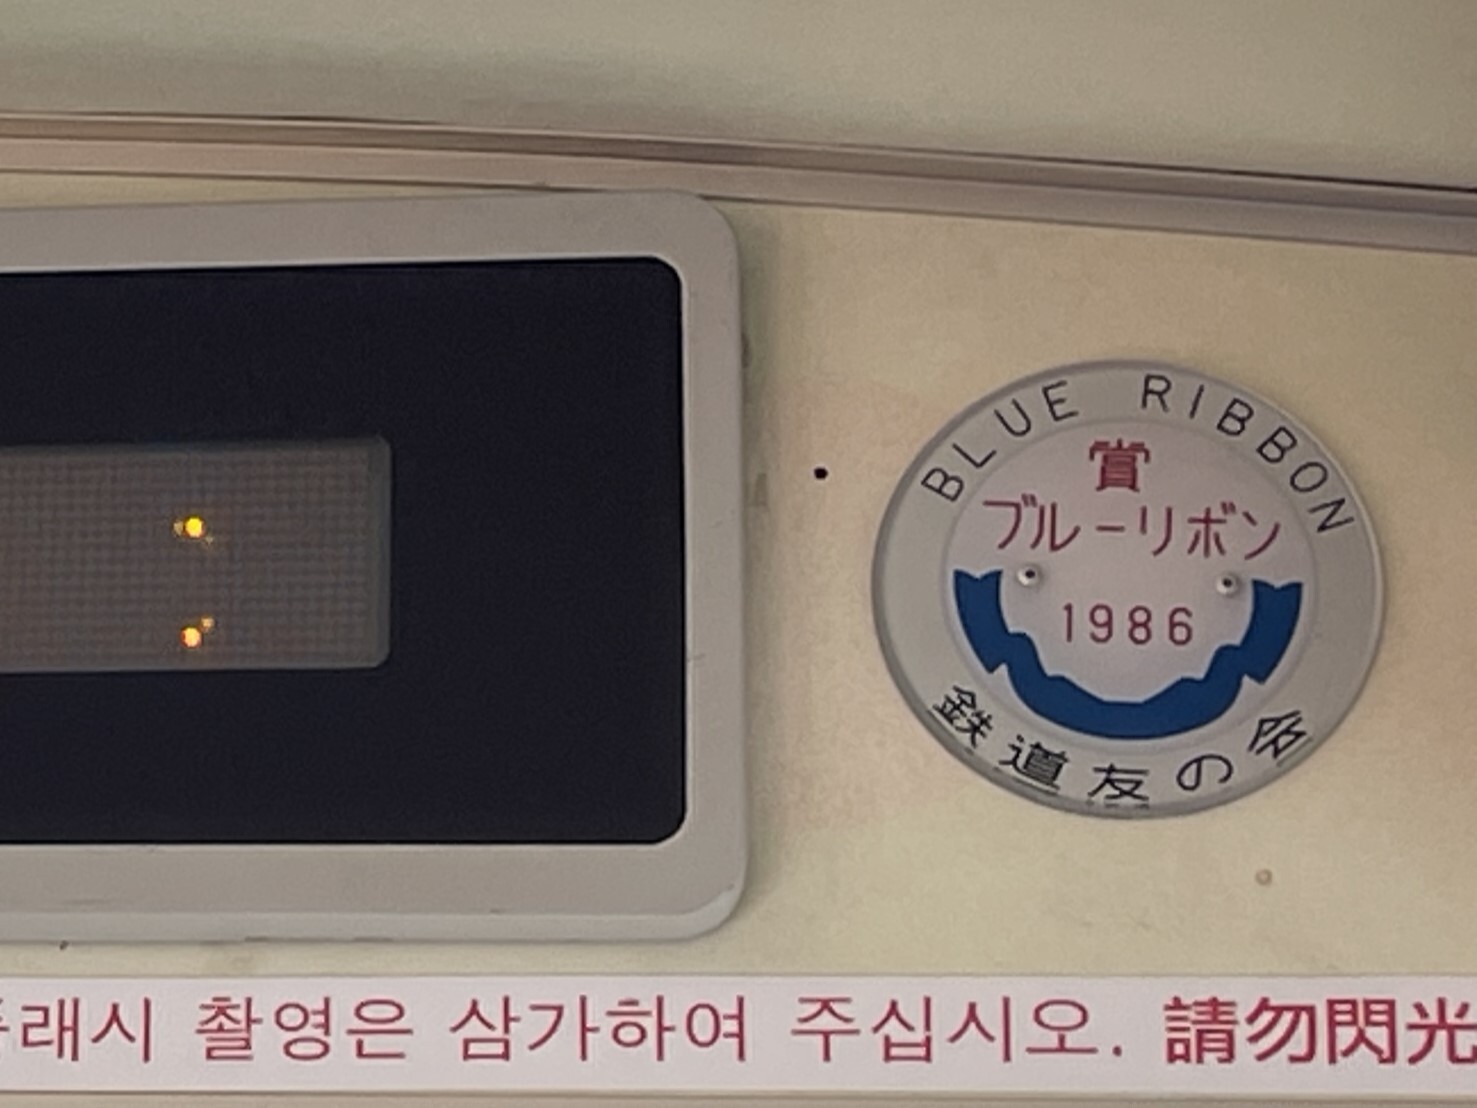 BLUE RIBBON
賞
ブルーリボン
1986
鉄道友の会
래시 촬영은 삼가하여 주십시오. 請勿閃光